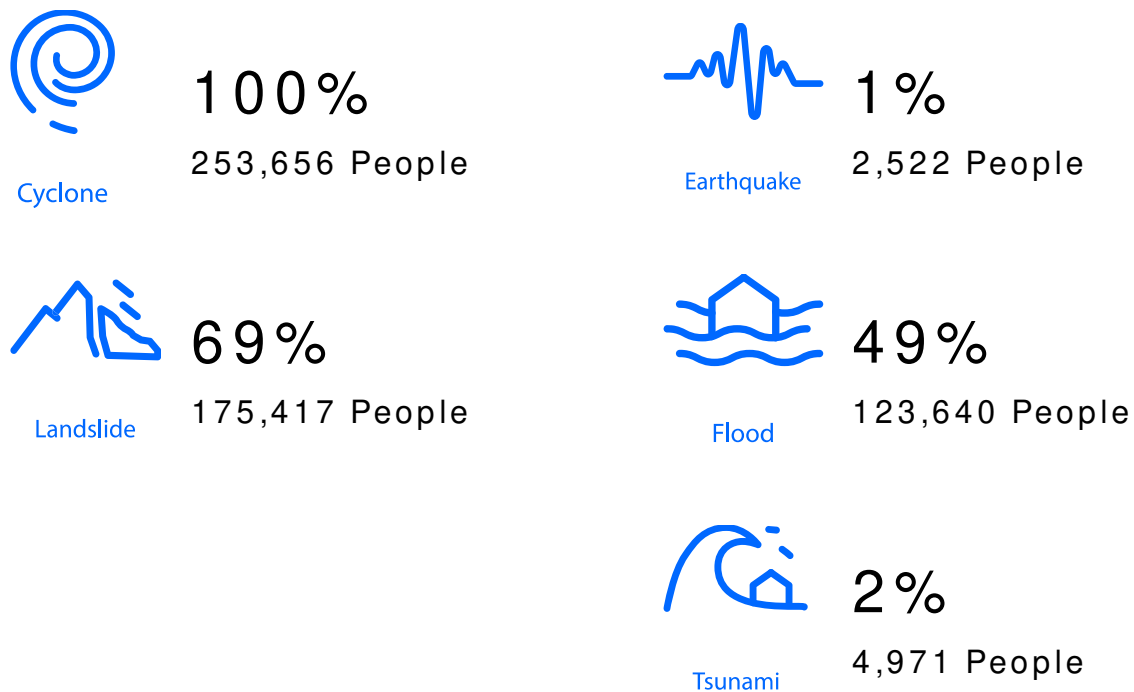 100%
253,656 People
Cyclone
1%
2,522 People
Earthquake
69%
175,417 People
Landslide
49%
123,640 People
Flood
2%
4,971 People
Tsunami